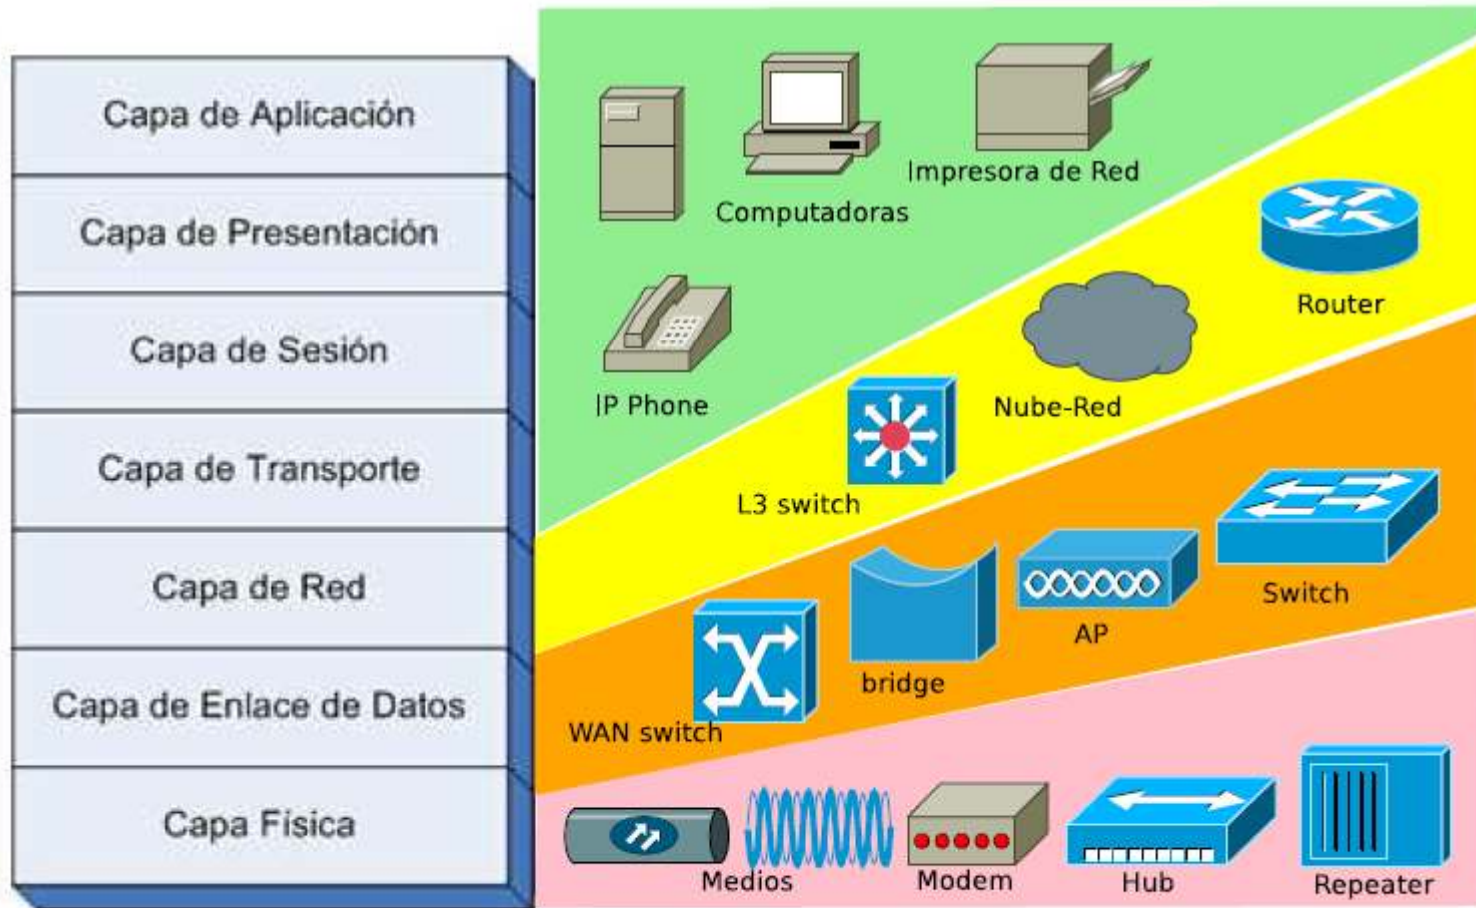 Capa de Aplicación
Capa de Presentación
Capa de Sesión
Capa de Transporte
Capa de Red
Capa de Enlace de Datos
Capa Física
Computadoras
Impresora de Red
IP Phone
Router
Nube-Red
L3 switch
Switch
AP
bridge
WAN switch
Medios
Modem
Hub
Repeater